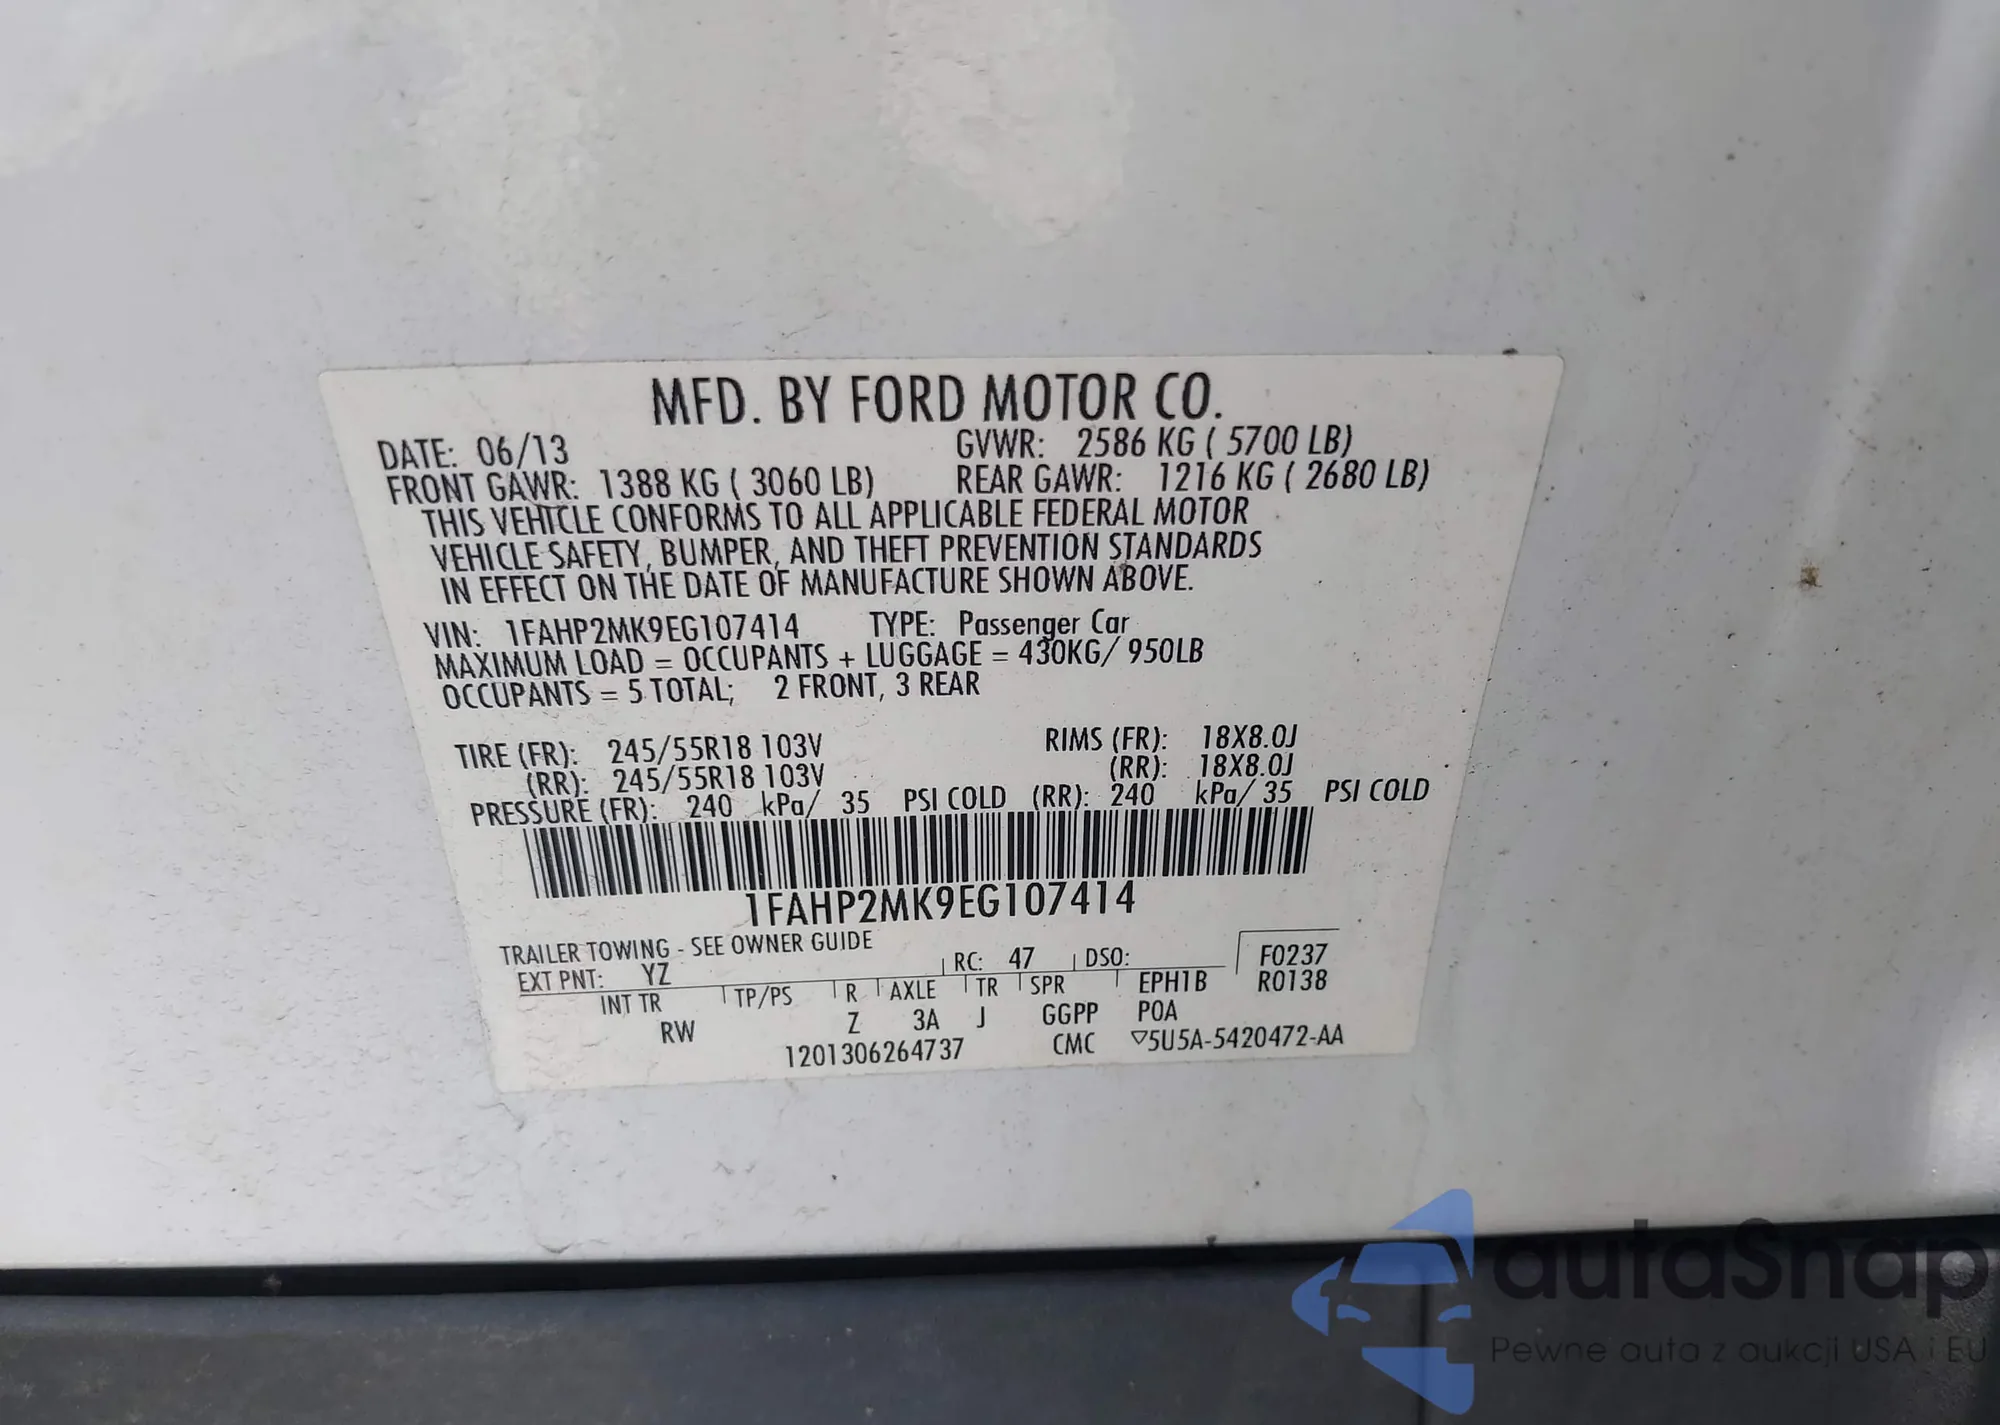 MFD. BY FORD MOTOR CO.
DATE: 06/13 GVWR: 2586 KG ( 5700 LB)
FRONT GAWR: 1388 KG ( 3060 LB) REAR GAWR: 1216 KG ( 2680 LB)
THIS VEHICLE CONFORMS TO ALL APPLICABLE FEDERAL MOTOR
VEHICLE SAFETY, BUMPER, AND THEFT PREVENTION STANDARDS
IN EFFECT ON THE DATE OF MANUFACTURE SHOWN ABOVE.
VIN: 1FAHP2MK9EG107414 TYPE: Passenger Car
MAXIMUM LOAD = OCCUPANTS + LUGGAGE = 430KG/ 950LB
OCCUPANTS = 5 TOTAL; 2 FRONT, 3 REAR
TIRE (FR): 245/55R18 103V RIMS (FR): 18X8.0J
(RR): 245/55R18 103V (RR): 18X8.0J
PRESSURE (FR): 240 kPa/ 35 PSI COLD (RR): 240 kPa/ 35 PSI COLD
1FAHP2MK9EG107414
TRAILER TOWING - SEE OWNER GUIDE
EXT PNT: YZ RC: 47 DSO: F0237
INT TR TP/PS R AXLE TR SPR EPH1B R0138
RW Z 3A J GGPP POA
1201306264737 CMC ▽5U5A-5420472-AA
autaSnap
Pewne auta z aukcji USA i EU